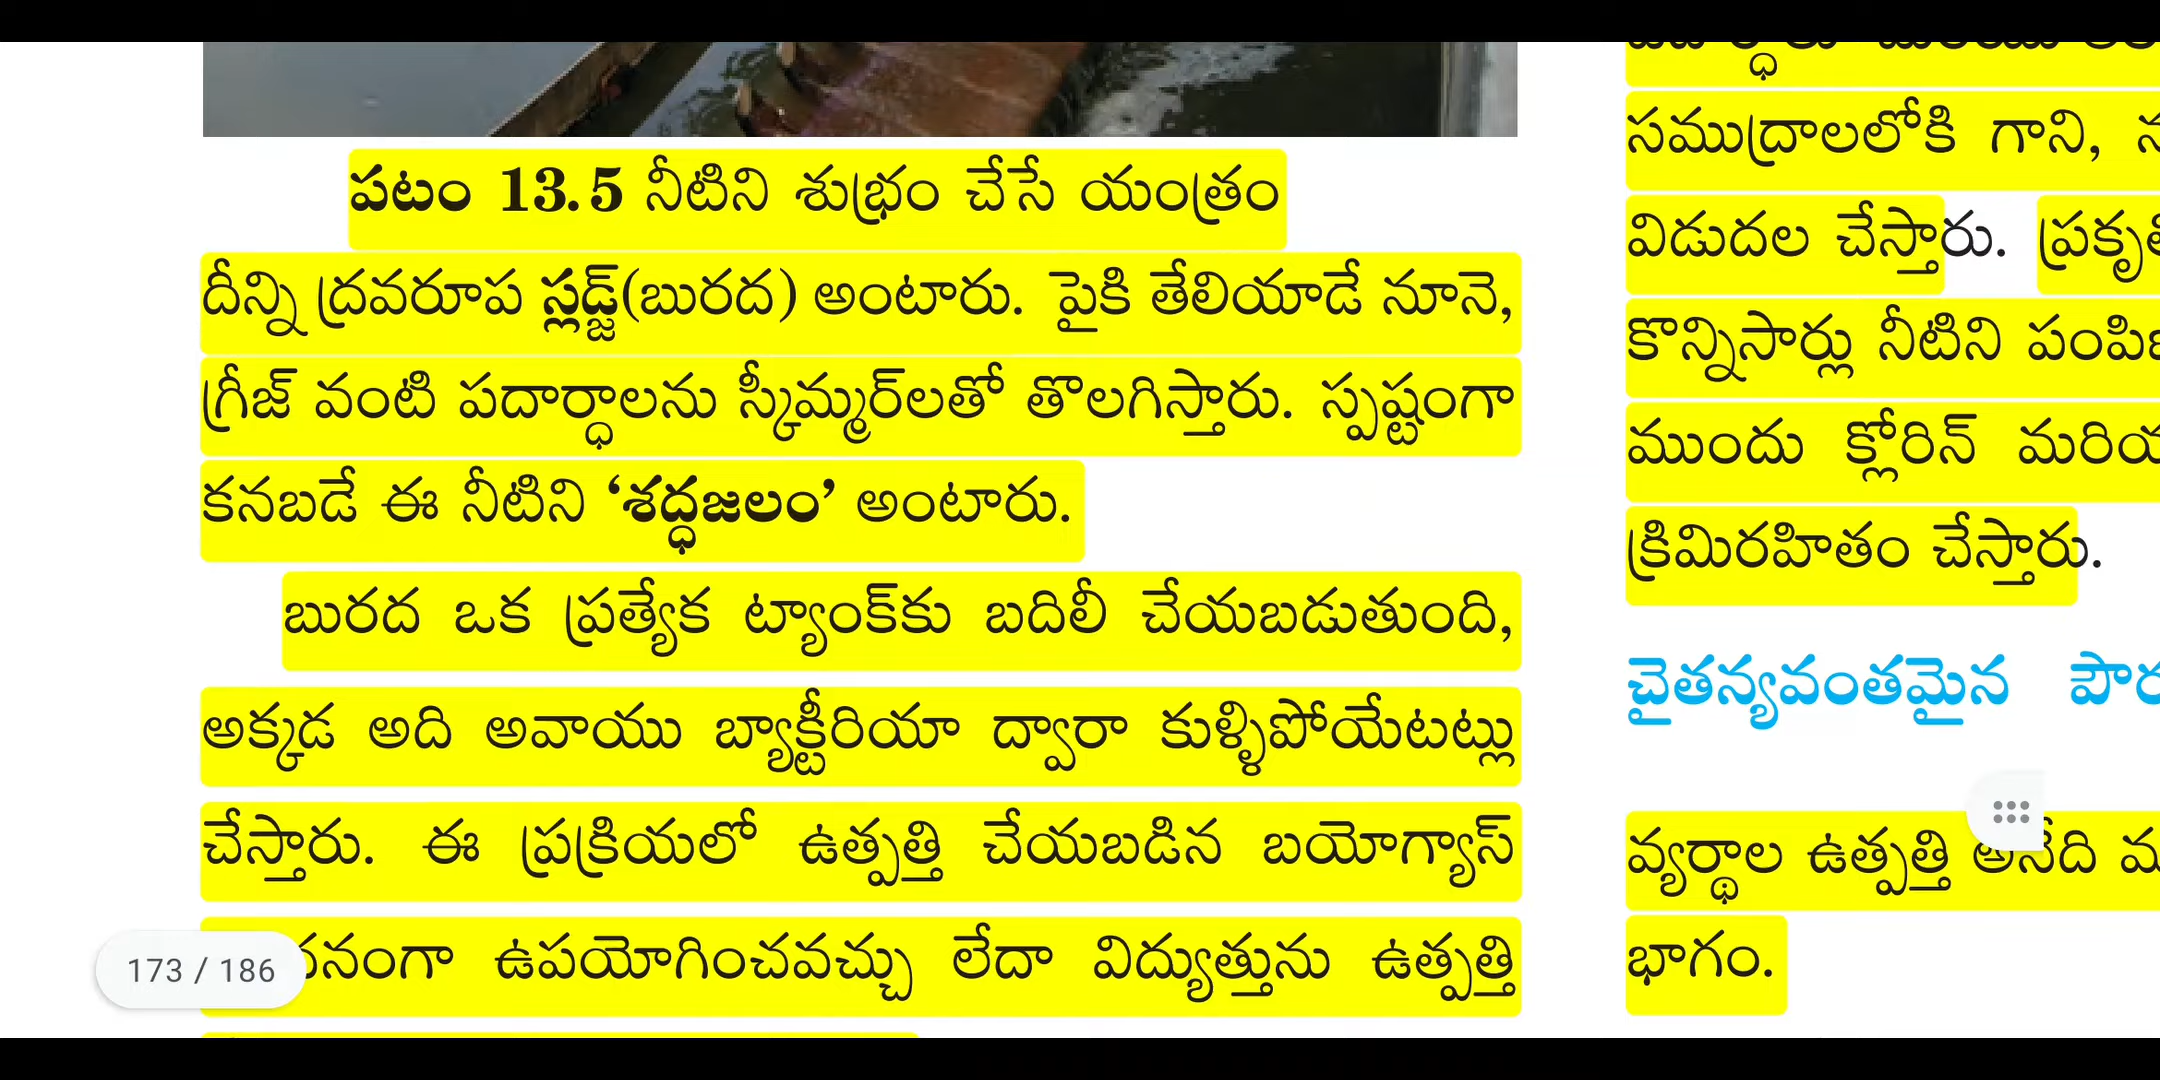 పటం 13.5 నీటిని శుభ్రం చేసే యంత్రం
దీన్ని ద్రవరూప స్లడ్జ్(బురద) అంటారు. పైకి తేలియాడే నూనె,
గ్రీజ్ వంటి పదార్ధాలను స్కీమ్మర్‌లతో తొలగిస్తారు. స్పష్టంగా
కనబడే ఈ నీటిని ‘శద్ధజలం’ అంటారు.
బురద ఒక ప్రత్యేక ట్యాంక్‌కు బదిలీ చేయబడుతుంది,
అక్కడ అది అవాయు బ్యాక్టీరియా ద్వారా కుళ్ళిపోయేటట్లు
చేస్తారు. ఈ ప్రక్రియలో ఉత్పత్తి చేయబడిన బయోగ్యాస్
ఉపయోగించవచ్చు లేదా విద్యుత్తును ఉత్పత్తి
173 / 186
సముద్రాలలోకి గాని,
విడుదల చేస్తారు.
కొన్నిసార్లు నీటిని
ముందు క్లోరిన్
క్రిమిరహితం చేస్తారు.
చైతన్యవంతమైన
వ్యర్థాల ఉత్పత్తి అనేది
భాగం.